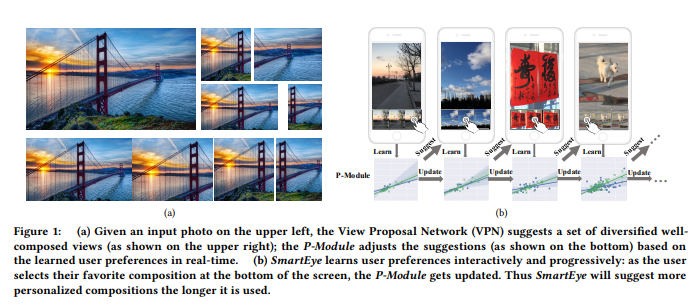 Learn
Suggest
Learn
Suggest
Learn
Suggest
Learn
Suggest
...
P-Module
Update
Update
Update
Update
...
(a)
(b)
Figure 1: (a) Given an input photo on the upper left, the View Proposal Network (VPN) suggests a set of diversified well-
composed views (as shown on the upper right); the P-Module adjusts the suggestions (as shown on the bottom) based on
the learned user preferences in real-time. (b) SmartEye learns user preferences interactively and progressively: as the user
selects their favorite composition at the bottom of the screen, the P-Module gets updated. Thus SmartEye will suggest more
personalized compositions the longer it is used.